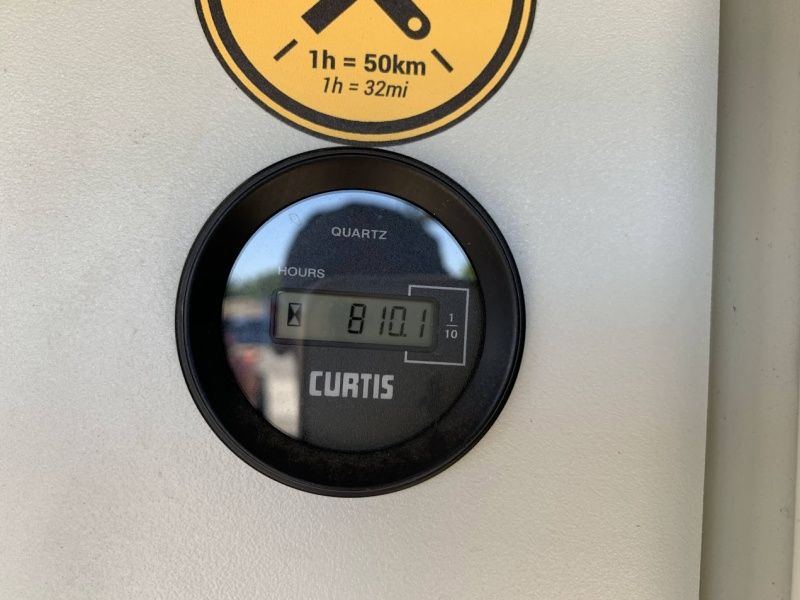 1h = 50km
1h = 32mi
QUARTZ
HOURS
810.1
1
10
CURTIS